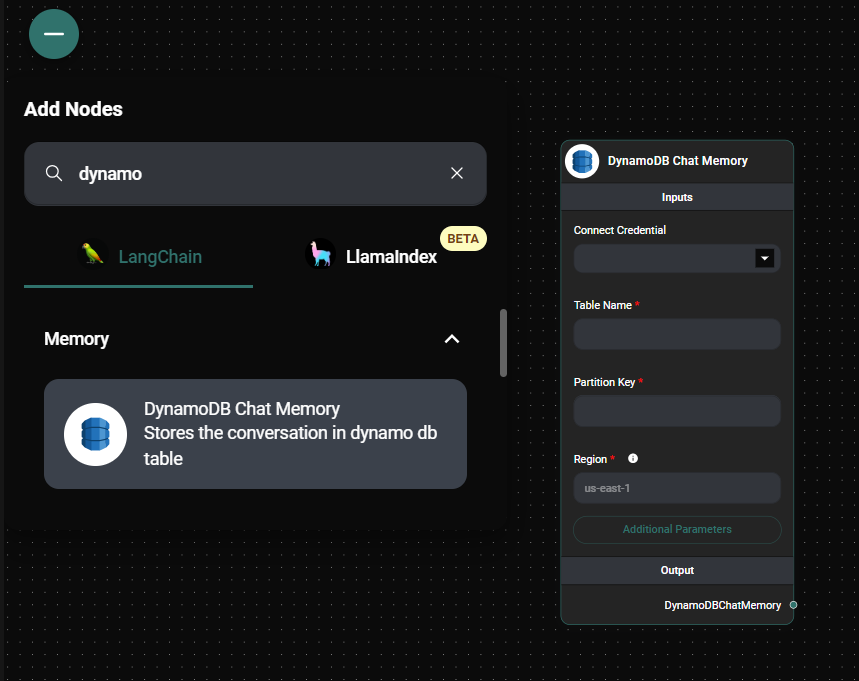 Add Nodes
dynamo
LangChain
LlamaIndex
BETA
Memory
DynamoDB Chat Memory
Stores the conversation in dynamo db
table
DynamoDB Chat Memory
Inputs
Connect Credential
Table Name *
Partition Key *
Region *
us-east-1
Additional Parameters
Output
DynamoDBChatMemory